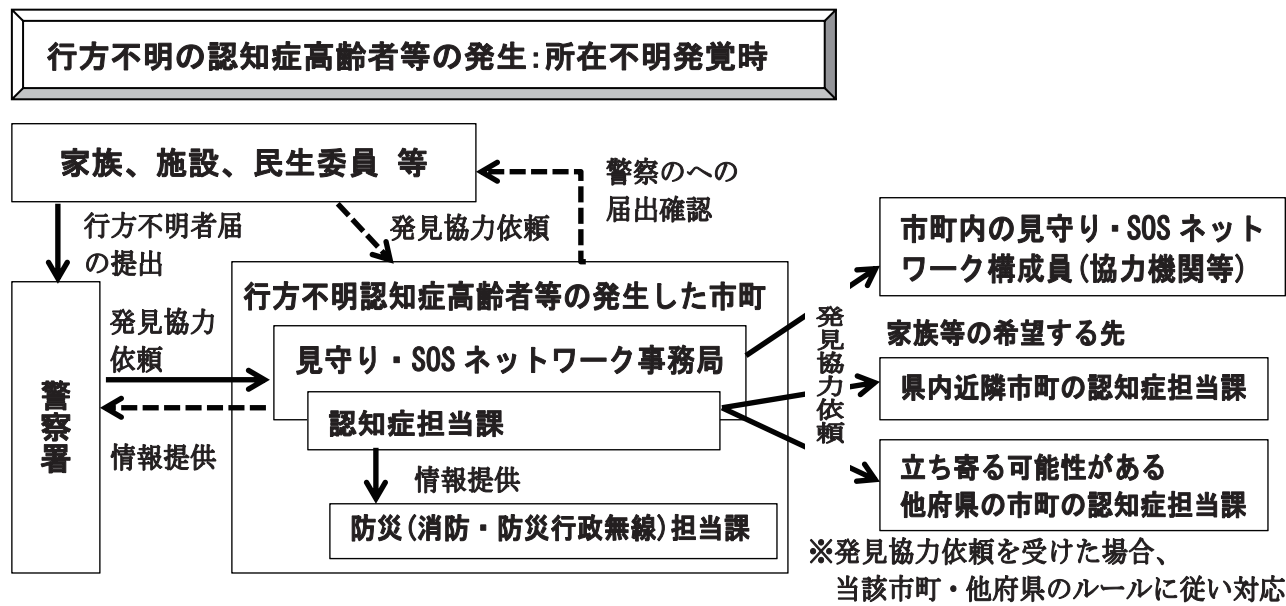 行方不明の認知症高齢者等の発生:所在不明発覚時
家族、施設、民生委員 等
警察のへの
届出確認
行方不明者届
の提出
発見協力依頼
市町内の見守り・SOS ネット
ワーク構成員(協力機関等)
行方不明認知症高齢者等の発生した市町
発見協力
依頼
見守り・SOS ネットワーク事務局
発見協力依頼
家族等の希望する先
県内近隣市町の認知症担当課
警察署
認知症担当課
情報提供
情報提供
立ち寄る可能性がある
他府県の市町の認知症担当課
防災(消防・防災行政無線)担当課
※発見協力依頼を受けた場合、
当該市町・他府県のルールに従い対応